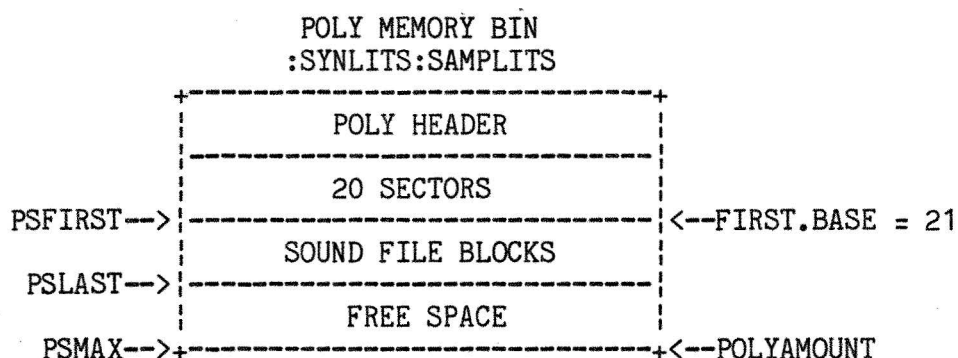 POLY MEMORY BIN
:SYNLITS:SAMPLITS
+-------------------------------+
POLY HEADER
20 SECTORS
PSFIRST--> <--FIRST.BASE = 21
SOUND FILE BLOCKS
PSLAST-->
FREE SPACE
PSMAX-->+-------------------------------+<--POLYAMOUNT